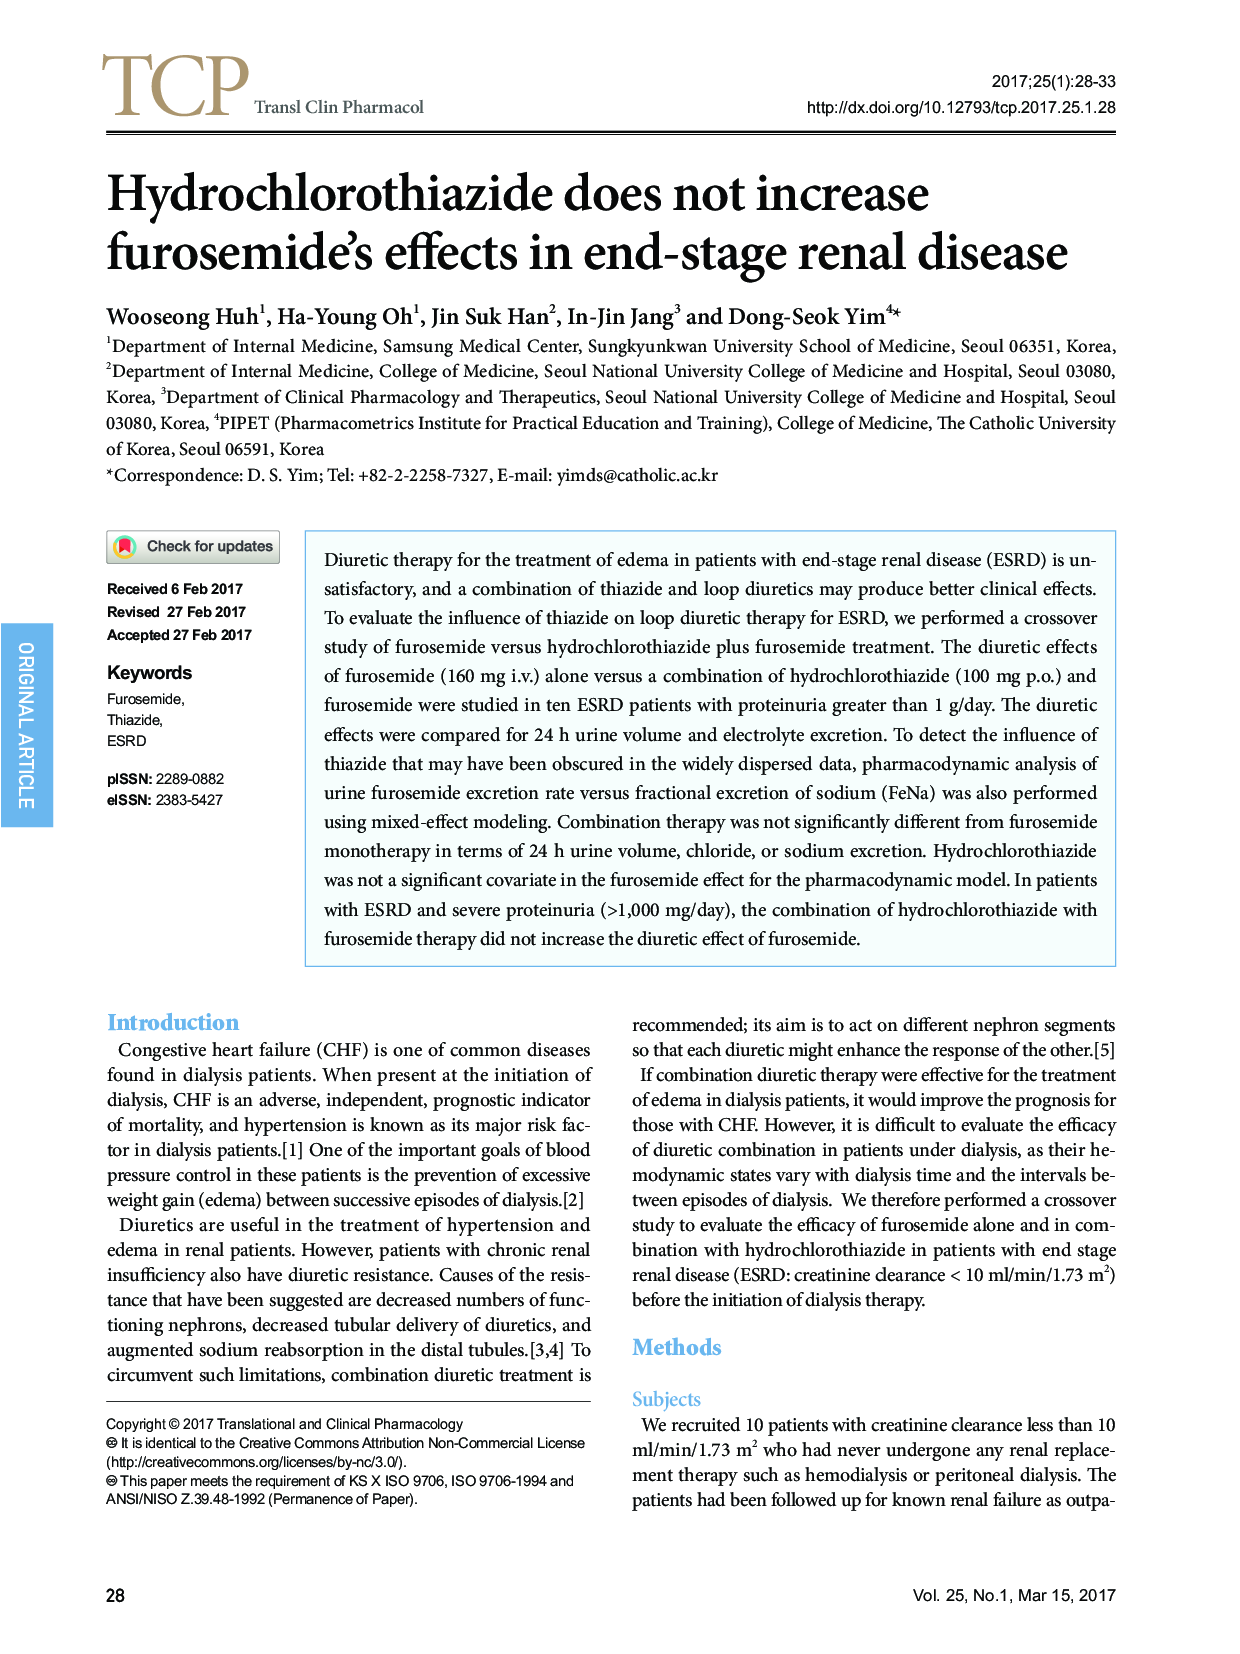 TCP Transl Clin Pharmacol
2017;25(1):28-33
http://dx.doi.org/10.12793/tcp.2017.25.1.28
Hydrochlorothiazide does not increase
furosemide's effects in end-stage renal disease
Wooseong Huh1, Ha-Young Oh1, Jin Suk Han2, In-Jin Jang3 and Dong-Seok Yim4*
1Department of Internal Medicine, Samsung Medical Center, Sungkyunkwan University School of Medicine, Seoul 06351, Korea,
2Department of Internal Medicine, College of Medicine, Seoul National University College of Medicine and Hospital, Seoul 03080,
Korea, 3Department of Clinical Pharmacology and Therapeutics, Seoul National University College of Medicine and Hospital, Seoul
03080, Korea, 4PIPET (Pharmacometrics Institute for Practical Education and Training), College of Medicine, The Catholic University
of Korea, Seoul 06591, Korea
*Correspondence: D. S. Yim; Tel: +82-2-2258-7327, E-mail: yimds@catholic.ac.kr
Check for updates
Received 6 Feb 2017
Revised 27 Feb 2017
Accepted 27 Feb 2017
Keywords
Furosemide,
Thiazide,
ESRD
pISSN: 2289-0882
eISSN: 2383-5427
ORIGINAL ARTICLE
Diuretic therapy for the treatment of edema in patients with end-stage renal disease (ESRD) is un-
satisfactory, and a combination of thiazide and loop diuretics may produce better clinical effects.
To evaluate the influence of thiazide on loop diuretic therapy for ESRD, we performed a crossover
study of furosemide versus hydrochlorothiazide plus furosemide treatment. The diuretic effects
of furosemide (160 mg i.v.) alone versus a combination of hydrochlorothiazide (100 mg p.o.) and
furosemide were studied in ten ESRD patients with proteinuria greater than 1 g/day. The diuretic
effects were compared for 24 h urine volume and electrolyte excretion. To detect the influence of
thiazide that may have been obscured in the widely dispersed data, pharmacodynamic analysis of
urine furosemide excretion rate versus fractional excretion of sodium (FeNa) was also performed
using mixed-effect modeling. Combination therapy was not significantly different from furosemide
monotherapy in terms of 24 h urine volume, chloride, or sodium excretion. Hydrochlorothiazide
was not a significant covariate in the furosemide effect for the pharmacodynamic model. In patients
with ESRD and severe proteinuria (>1,000 mg/day), the combination of hydrochlorothiazide with
furosemide therapy did not increase the diuretic effect of furosemide.
Introduction
Congestive heart failure (CHF) is one of common diseases
found in dialysis patients. When present at the initiation of
dialysis, CHF is an adverse, independent, prognostic indicator
of mortality, and hypertension is known as its major risk fac-
tor in dialysis patients.[1] One of the important goals of blood
pressure control in these patients is the prevention of excessive
weight gain (edema) between successive episodes of dialysis.[2]
Diuretics are useful in the treatment of hypertension and
edema in renal patients. However, patients with chronic renal
insufficiency also have diuretic resistance. Causes of the resis-
tance that have been suggested are decreased numbers of func-
tioning nephrons, decreased tubular delivery of diuretics, and
augmented sodium reabsorption in the distal tubules.[3,4] To
circumvent such limitations, combination diuretic treatment is
Copyright © 2017 Translational and Clinical Pharmacology
It is identical to the Creative Commons Attribution Non-Commercial License
(http://creativecommons.org/licenses/by-nc/3.0/).
This paper meets the requirement of KS X ISO 9706, ISO 9706-1994 and
ANSI/NISO Z.39.48-1992 (Permanence of Paper).
recommended; its aim is to act on different nephron segments
so that each diuretic might enhance the response of the other.[5]
If combination diuretic therapy were effective for the treatment
of edema in dialysis patients, it would improve the prognosis for
those with CHF. However, it is difficult to evaluate the efficacy
of diuretic combination in patients under dialysis, as their he-
modynamic states vary with dialysis time and the intervals be-
tween episodes of dialysis. We therefore performed a crossover
study to evaluate the efficacy of furosemide alone and in com-
bination with hydrochlorothiazide in patients with end stage
renal disease (ESRD: creatinine clearance < 10 ml/min/1.73 m2)
before the initiation of dialysis therapy.
Methods
Subjects
We recruited 10 patients with creatinine clearance less than 10
ml/min/1.73 m2 who had never undergone any renal replace-
ment therapy such as hemodialysis or peritoneal dialysis. The
patients had been followed up for known renal failure as outpa-
28
Vol. 25, No.1, Mar 15, 2017